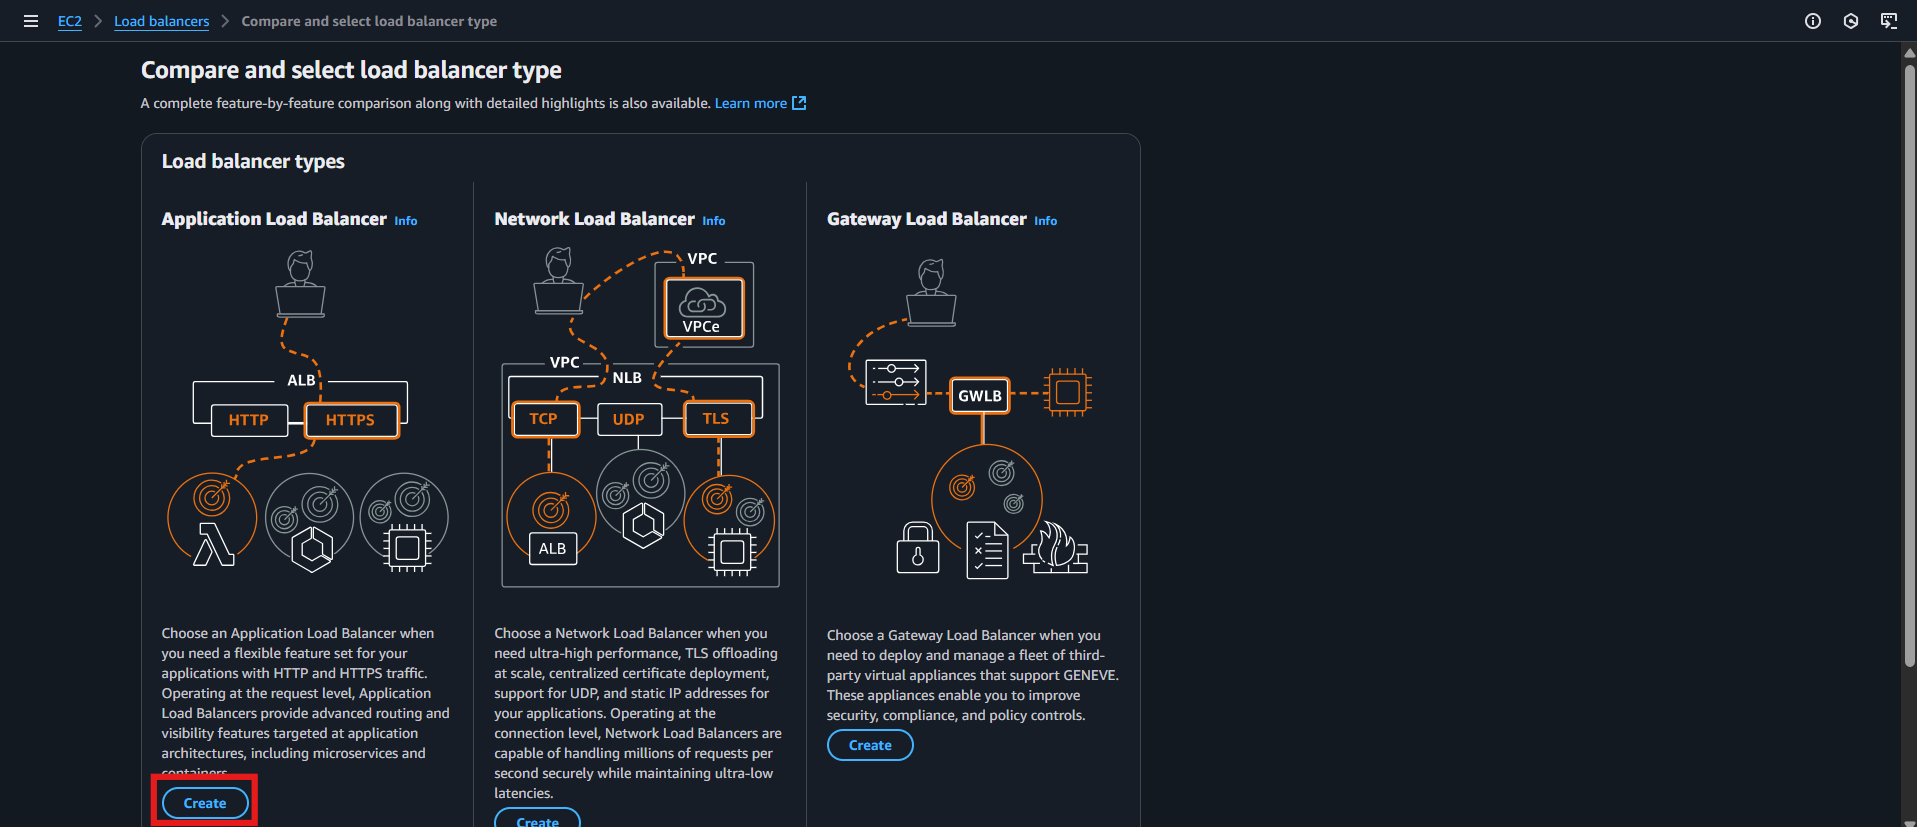 EC2 > Load balancers > Compare and select load balancer type
Compare and select load balancer type
A complete feature-by-feature comparison along with detailed highlights is also available. Learn more
Load balancer types
Application Load Balancer Info
ALB
HTTP
HTTPS
Choose an Application Load Balancer when
you need a flexible feature set for your
applications with HTTP and HTTPS traffic.
Operating at the request level, Application
Load Balancers provide advanced routing and
visibility features targeted at application
architectures, including microservices and
containers.
Create
Network Load Balancer Info
VPC
VPCe
VPC
NLB
TCP
UDP
TLS
ALB
Choose a Network Load Balancer when you
need ultra-high performance, TLS offloading
at scale, centralized certificate deployment,
support for UDP, and static IP addresses for
your applications. Operating at the
connection level, Network Load Balancers are
capable of handling millions of requests per
second securely while maintaining ultra-low
latencies.
Create
Gateway Load Balancer Info
GWLB
Choose a Gateway Load Balancer when you
need to deploy and manage a fleet of third-
party virtual appliances that support GENEVE.
These appliances enable you to improve
security, compliance, and policy controls.
Create